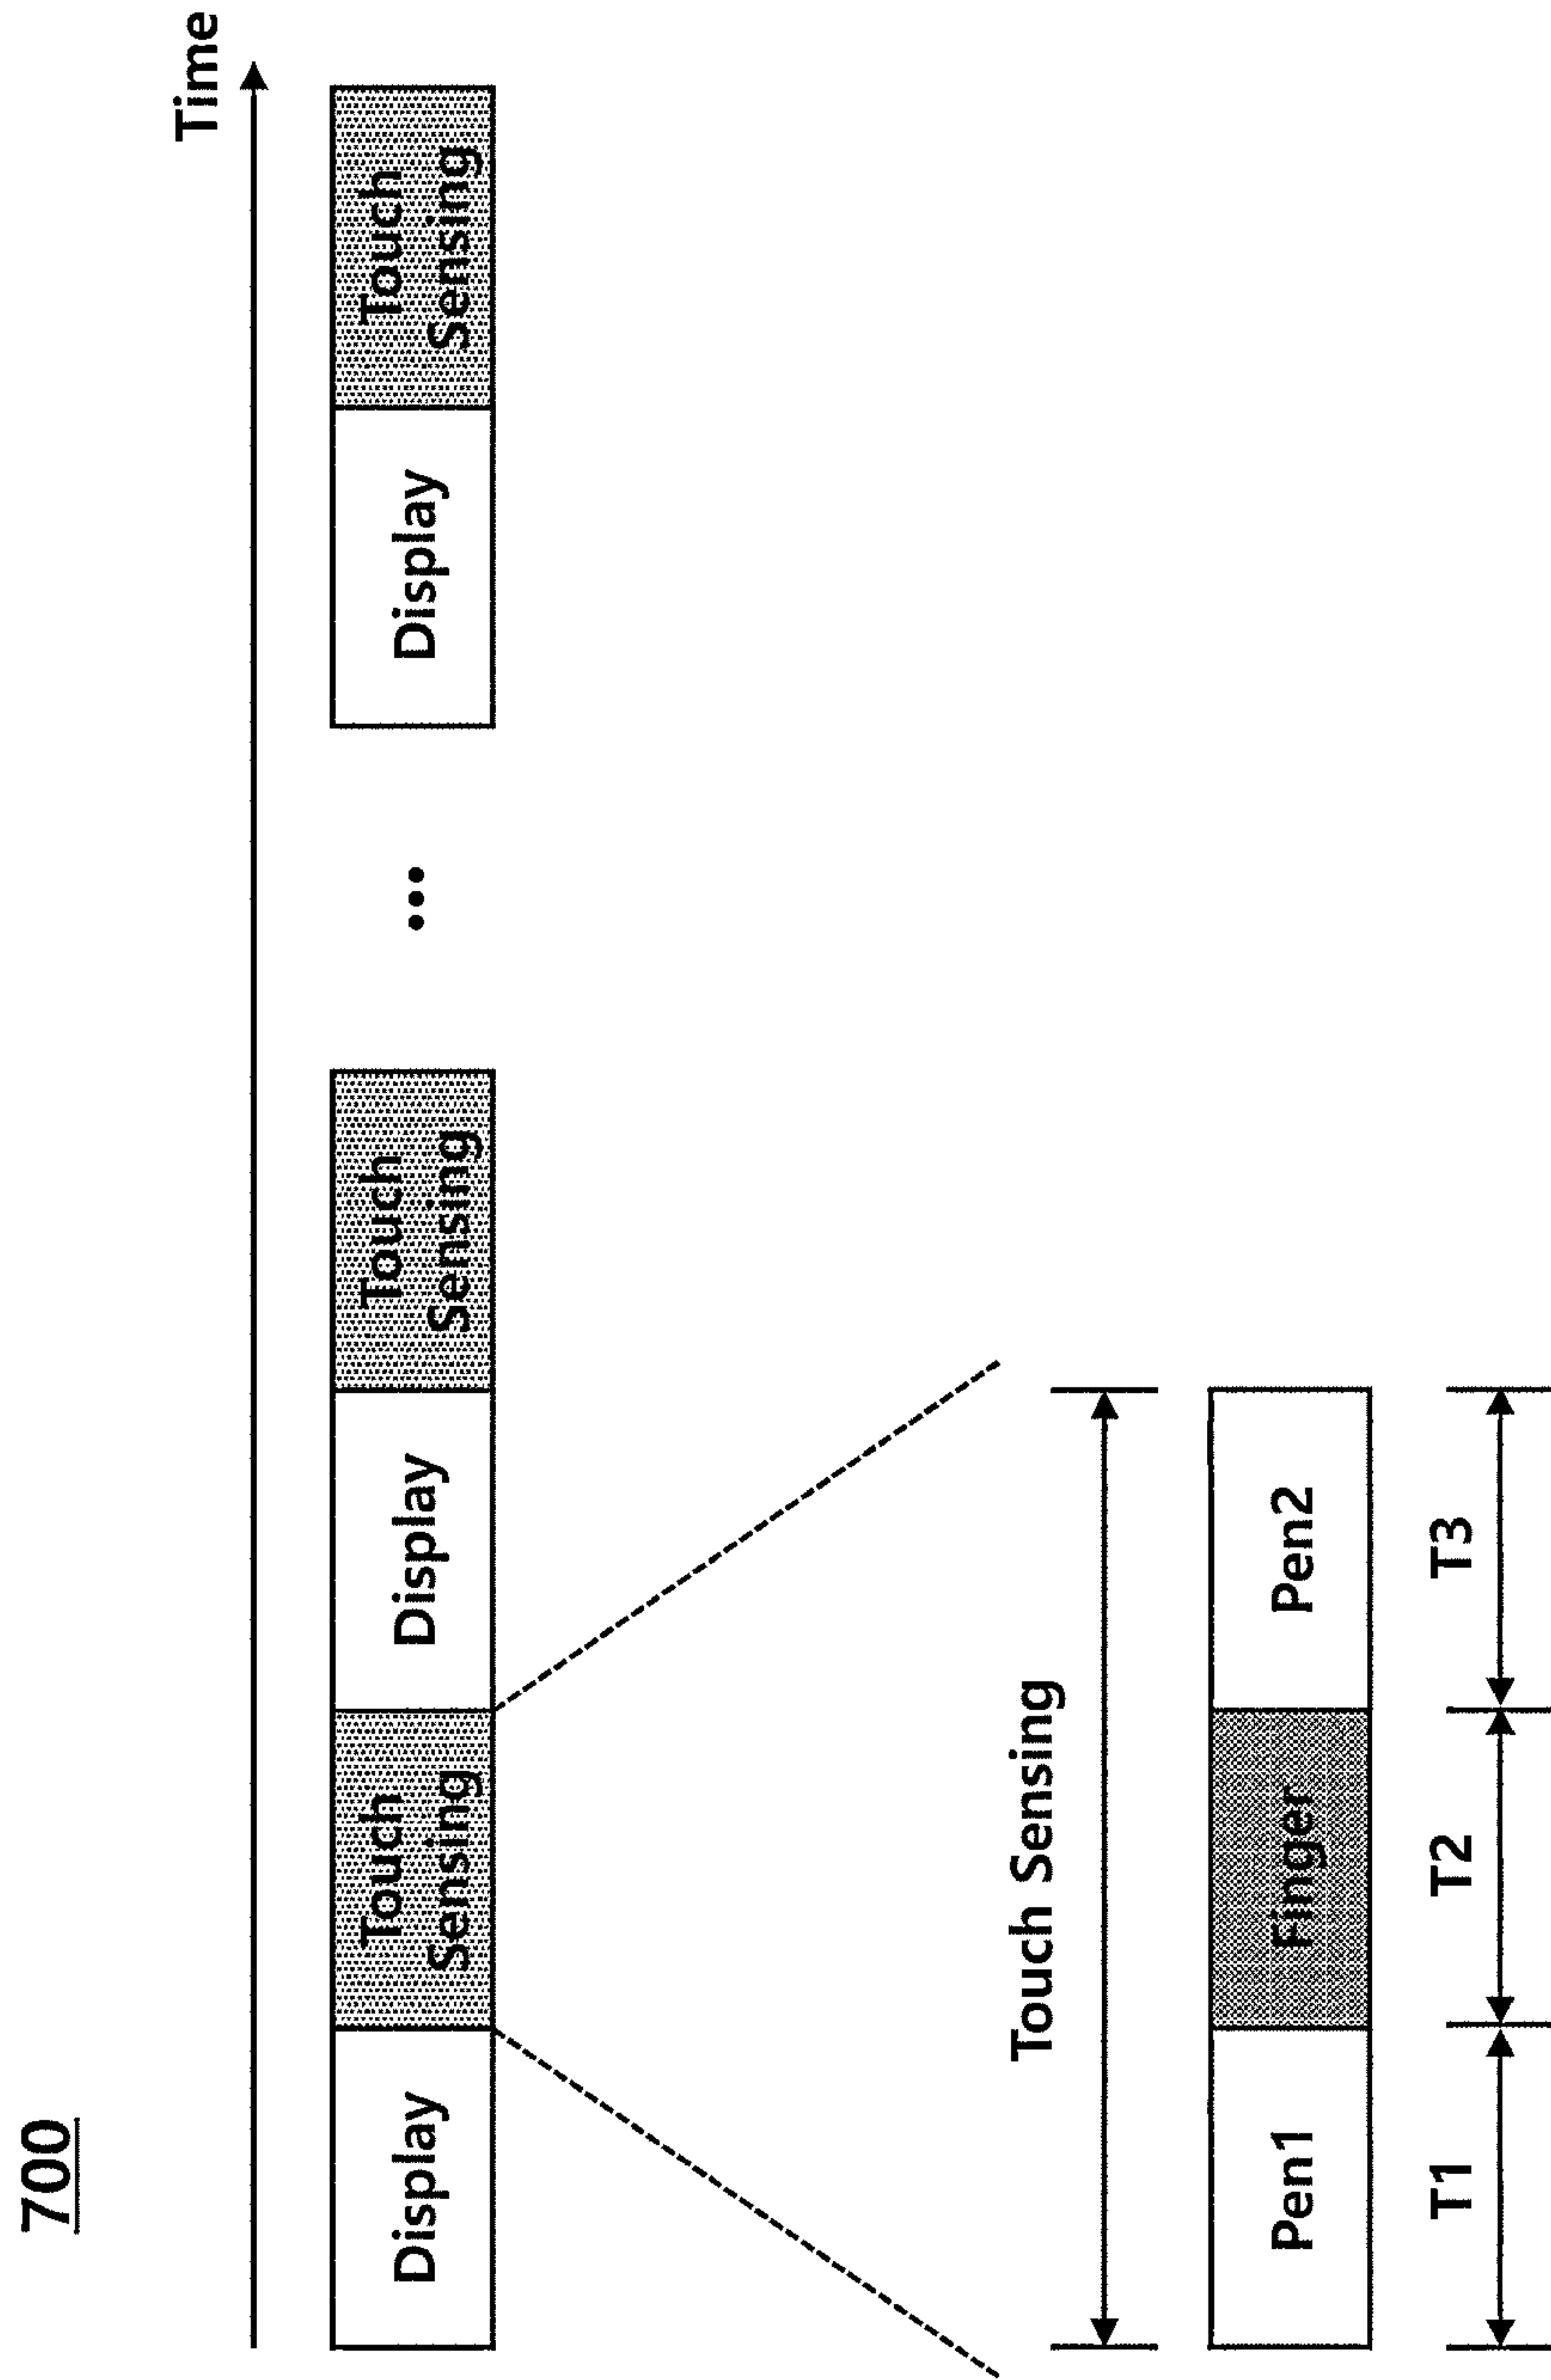 700
Time
Display
Touch
Sensing
Display
Touch
Sensing
...
Display
Touch
Sensing
Touch Sensing
Pen1
Finger
Pen2
T1
T2
T3